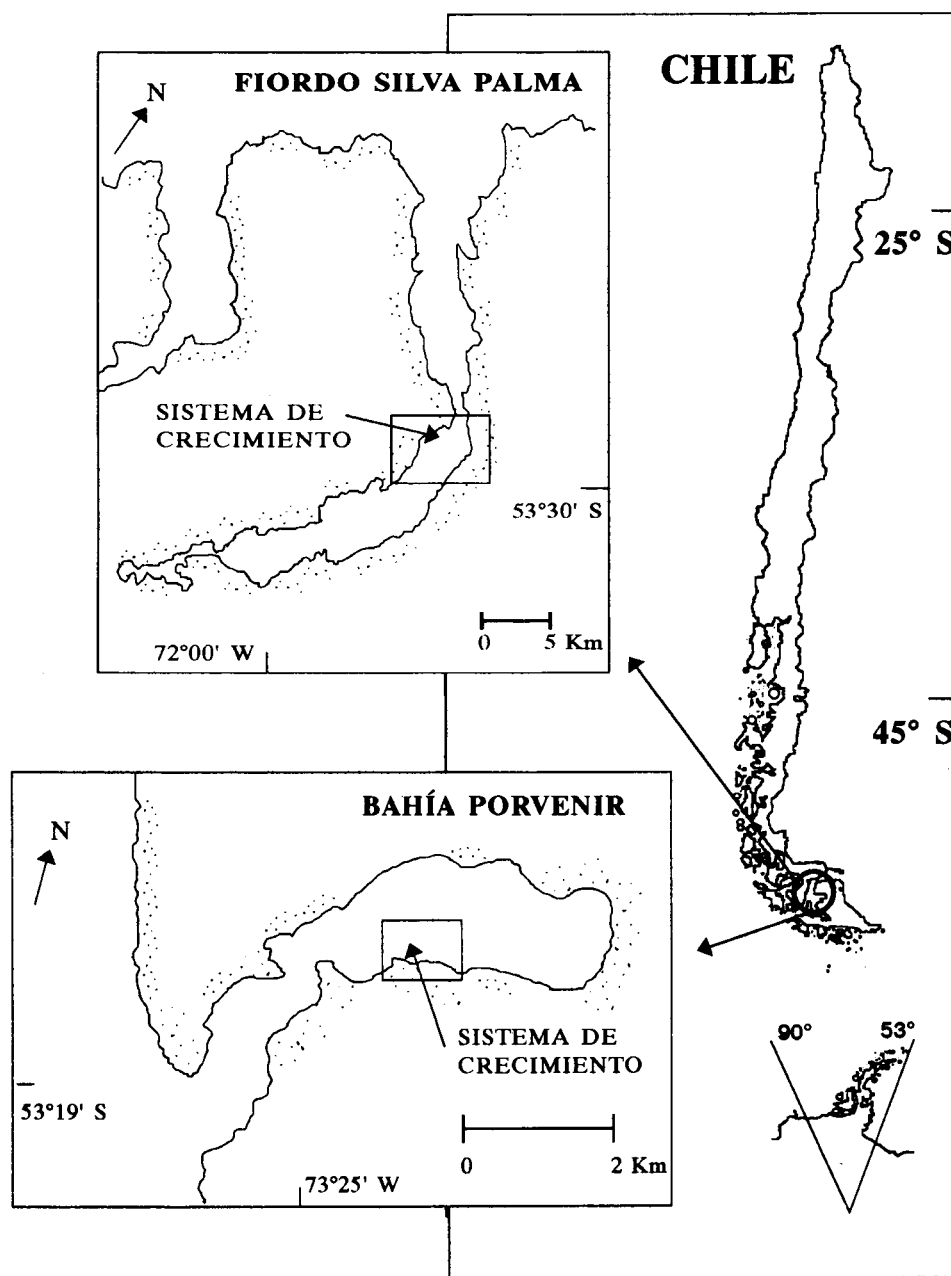 CHILE
25° S
45° S
90°
53°
FIORDO SILVA PALMA
N
SISTEMA DE
CRECIMIENTO
53°30' S
0
5 Km
72°00' W
BAHÍA PORVENIR
N
SISTEMA DE
CRECIMIENTO
53°19' S
0
2 Km
73°25' W